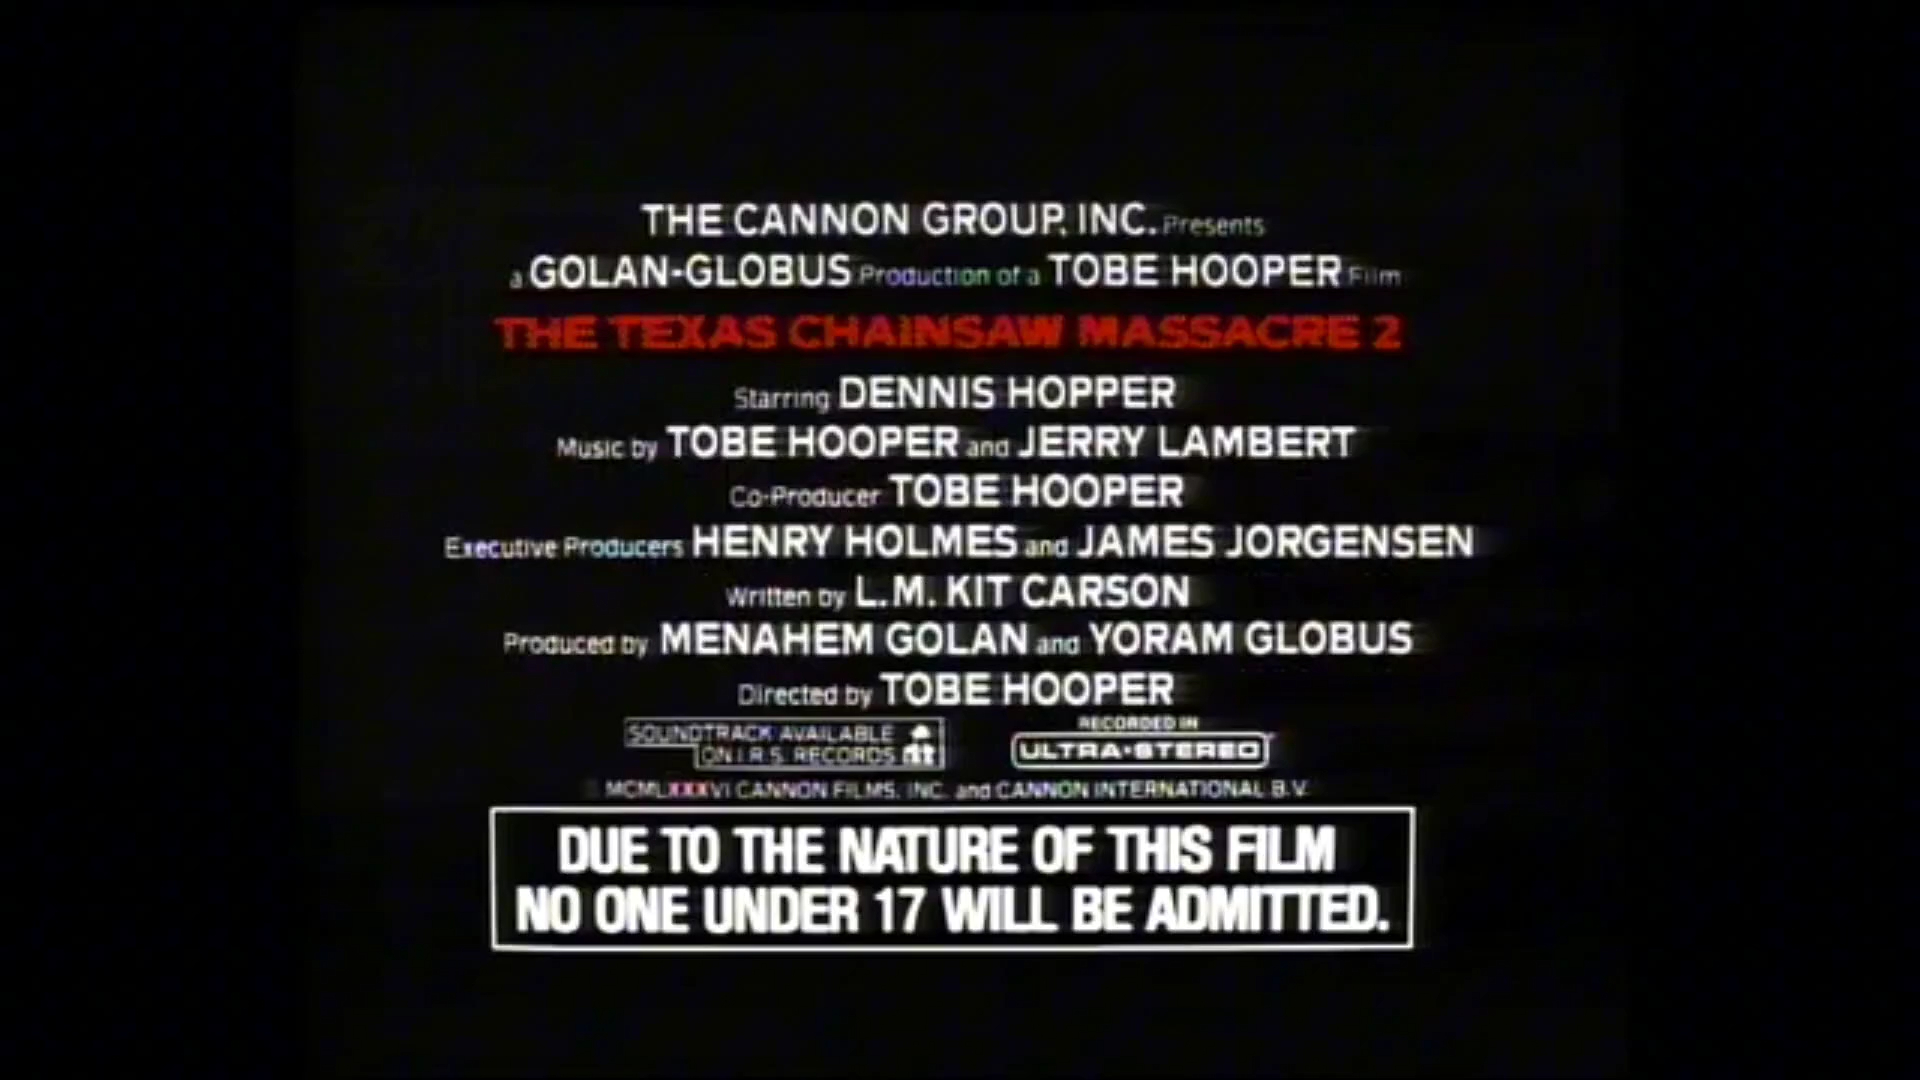 THE CANNON GROUP, INC. Presents
a GOLAN-GLOBUS Production of a TOBE HOOPER Film
THE TEXAS CHAINSAW MASSACRE 2
Starring DENNIS HOPPER
Music by TOBE HOOPER and JERRY LAMBERT
Co-Producer TOBE HOOPER
Executive Producers HENRY HOLMES and JAMES JORGENSEN
Written by L.M. KIT CARSON
Produced by MENAHEM GOLAN and YORAM GLOBUS
Directed by TOBE HOOPER
SOUNDTRACK AVAILABLE
ON I.R.S. RECORDS
RECORDED IN
ULTRA-STEREO
MCMLXXXVI CANNON FILMS, INC. and CANNON INTERNATIONAL B.V.
DUE TO THE NATURE OF THIS FILM
NO ONE UNDER 17 WILL BE ADMITTED.